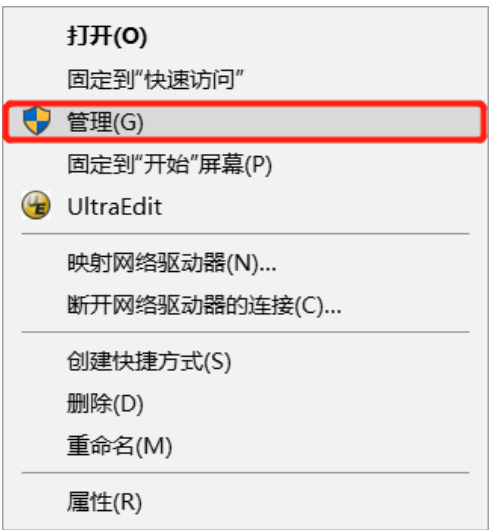 打开(O)
固定到“快速访问”
管理(G)
固定到“开始”屏幕(P)
UltraEdit
映射网络驱动器(N)...
断开网络驱动器的连接(C)...
创建快捷方式(S)
删除(D)
重命名(M)
属性(R)